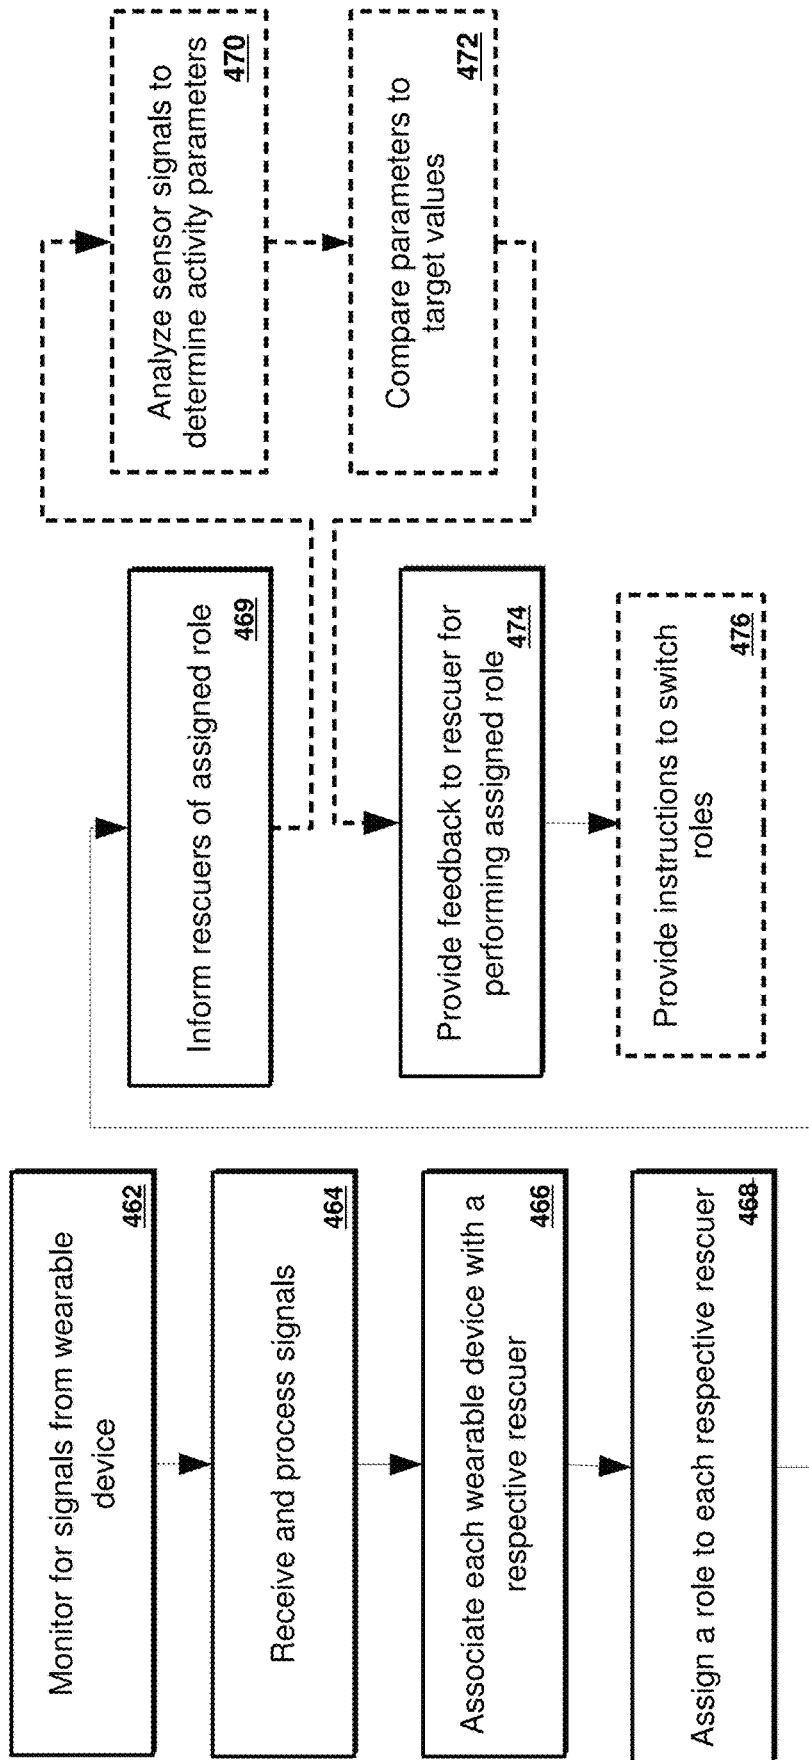 Monitor for signals from wearable
device
462
Receive and process signals
464
Associate each wearable device with a
respective rescuer
466
Assign a role to each respective rescuer
468
Inform rescuers of assigned role
469
Analyze sensor signals to
determine activity parameters
470
Compare parameters to
target values
472
Provide feedback to rescuer for
performing assigned role
474
Provide instructions to switch
roles
476